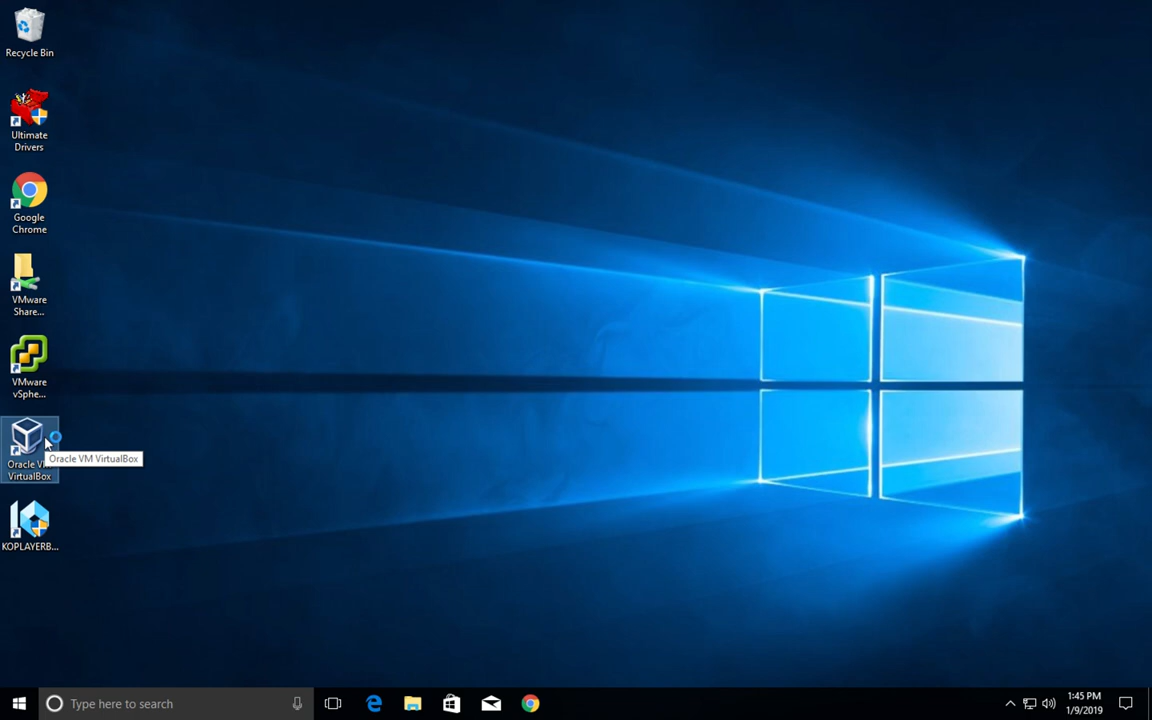 Recycle Bin
Ultimate
Drivers
Google
Chrome
VMware
Share...
VMware
vSphe...
Oracle VM
VirtualBox
Oracle VM VirtualBox
KOPLAYERB...
Type here to search
1:45 PM
1/9/2019